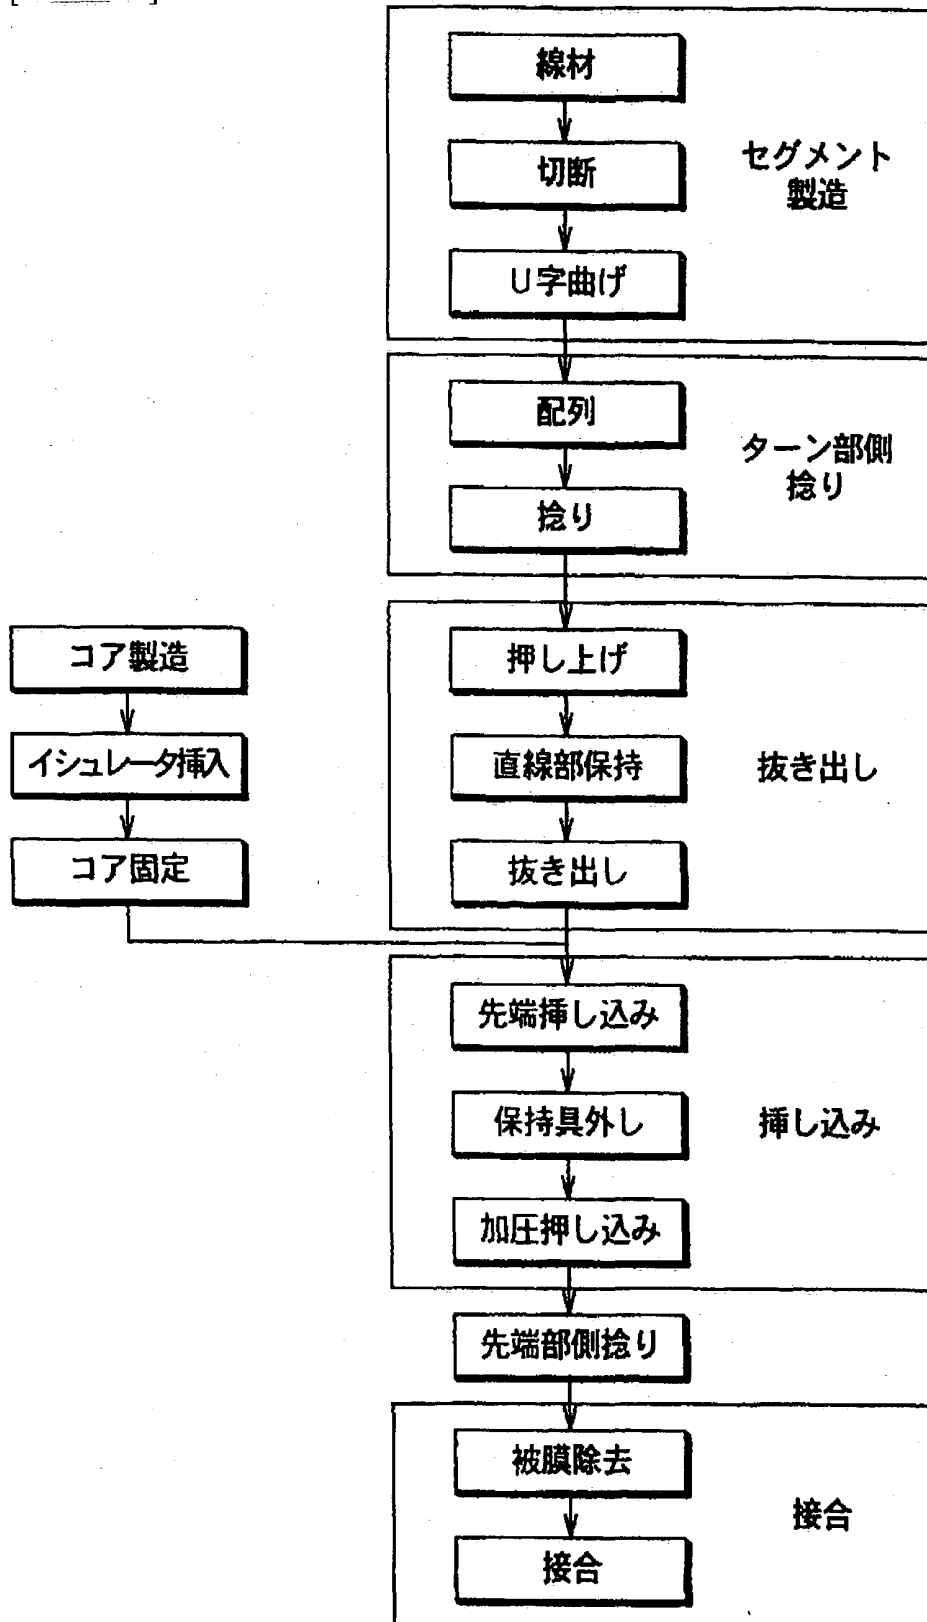 線材
切断
セグメント
製造
U字曲げ
配列
ターン部側
捻り
捻り
押し上げ
コア製造
直線部保持
イシュレータ挿入
抜き出し
抜き出し
コア固定
先端挿し込み
保持具外し
挿し込み
加圧押し込み
先端部側捻り
被膜除去
接合
接合